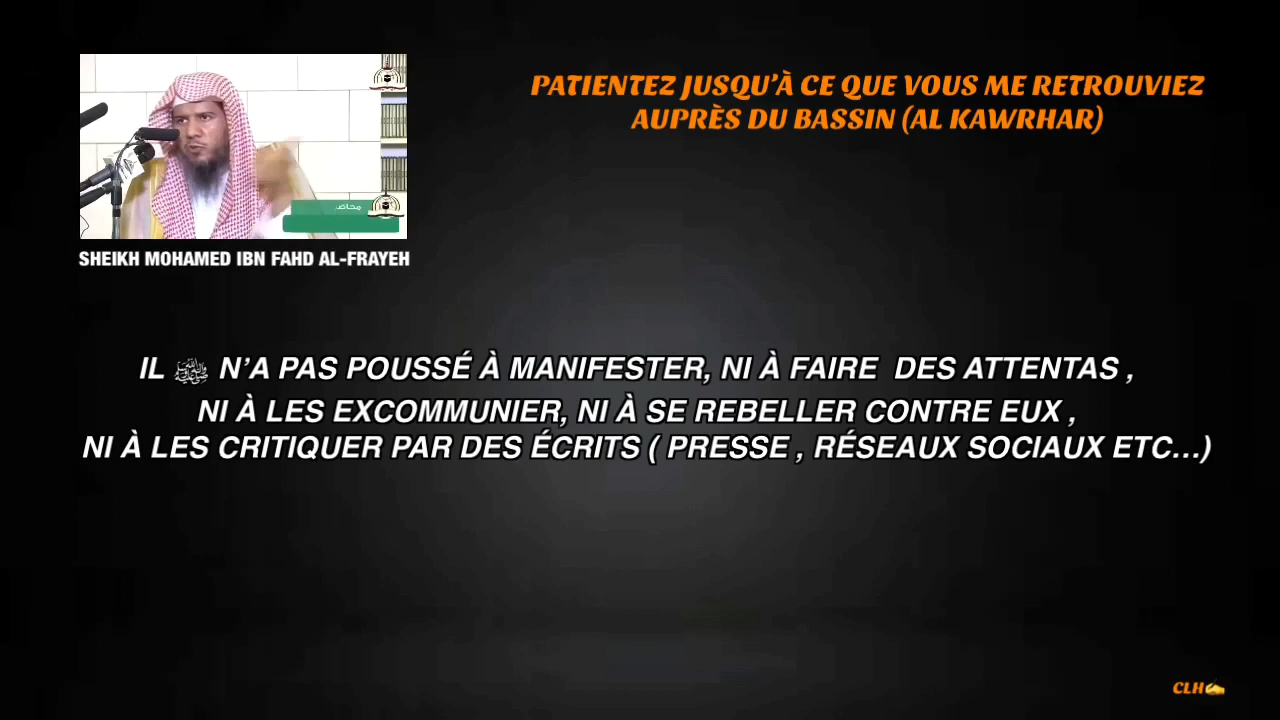 PATIENTEZ JUSQU'À CE QUE VOUS ME RETROUVIEZ
AUPRÈS DU BASSIN (AL KAWRHAR)
محاض
SHEIKH MOHAMED IBN FAHD AL-FRAYEH
IL ﷺ N'A PAS POUSSÉ À MANIFESTER, NI À FAIRE DES ATTENTAS ,
NI À LES EXCOMMUNIER, NI À SE REBELLER CONTRE EUX ,
NI À LES CRITIQUER PAR DES ÉCRITS ( PRESSE , RÉSEAUX SOCIAUX ETC...)
CLH✍️